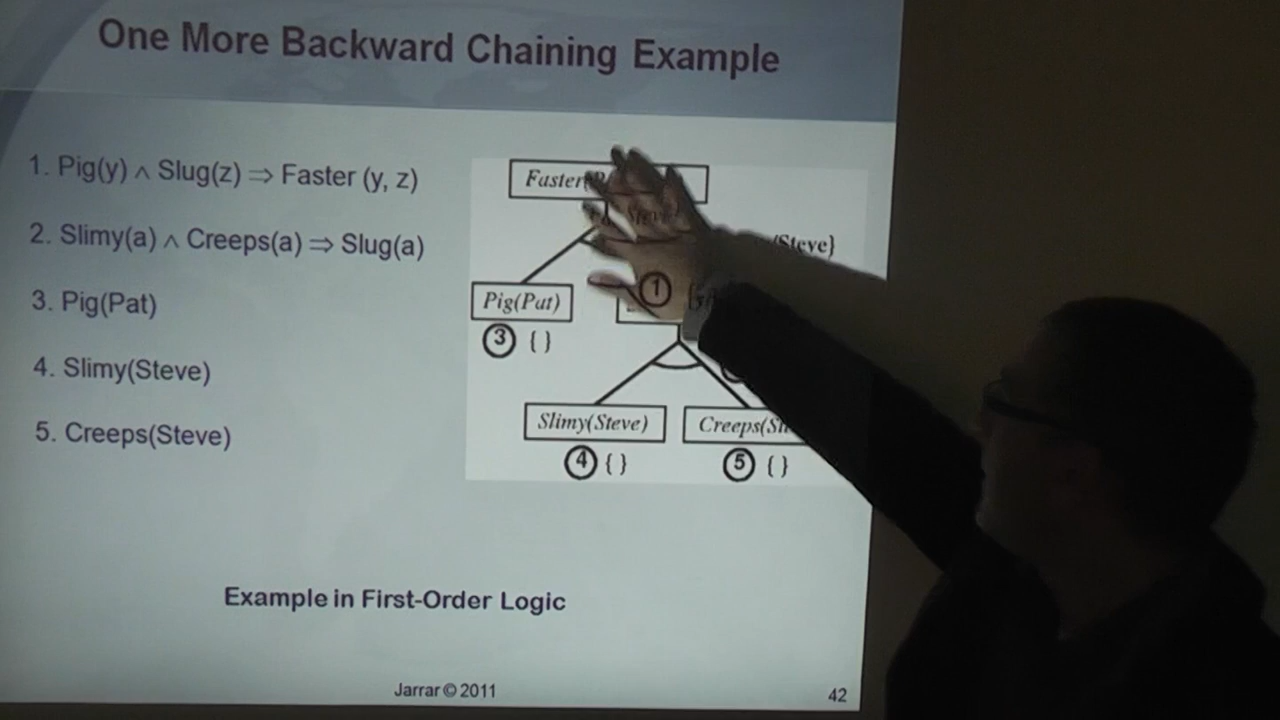 One More Backward Chaining Example
1. Pig(y) ∧ Slug(z) ⇒ Faster (y, z)
2. Slimy(a) ∧ Creeps(a) ⇒ Slug(a)
3. Pig(Pat)
4. Slimy(Steve)
5. Creeps(Steve)
Faster
Steve}
1
Pig(Pat)
3 { }
Slimy(Steve) Creeps(
4 { } 5 { }
Example in First-Order Logic
Jarrar © 2011 42